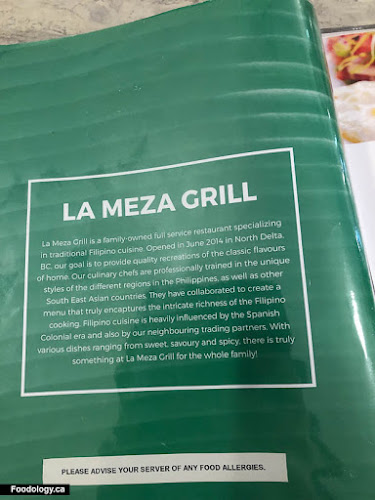 LA MEZA GRILL
La Meza Grill is a family-owned full service restaurant specializing
in traditional Filipino cuisine. Opened in June 2014 in North Delta,
BC, our goal is to provide quality recreations of the classic flavours
of home. Our culinary chefs are professionally trained in the unique
styles of the different regions in the Philippines, as well as other
South East Asian countries. They have collaborated to create a
menu that truly encaptures the intricate richness of the Filipino
cooking. Filipino cuisine is heavily influenced by the Spanish
Colonial era and also by our neighbouring trading partners. With
various dishes ranging from sweet, savoury and spicy, there is truly
something at La Meza Grill for the whole family!
PLEASE ADVISE YOUR SERVER OF ANY FOOD ALLERGIES.
Foodology.ca